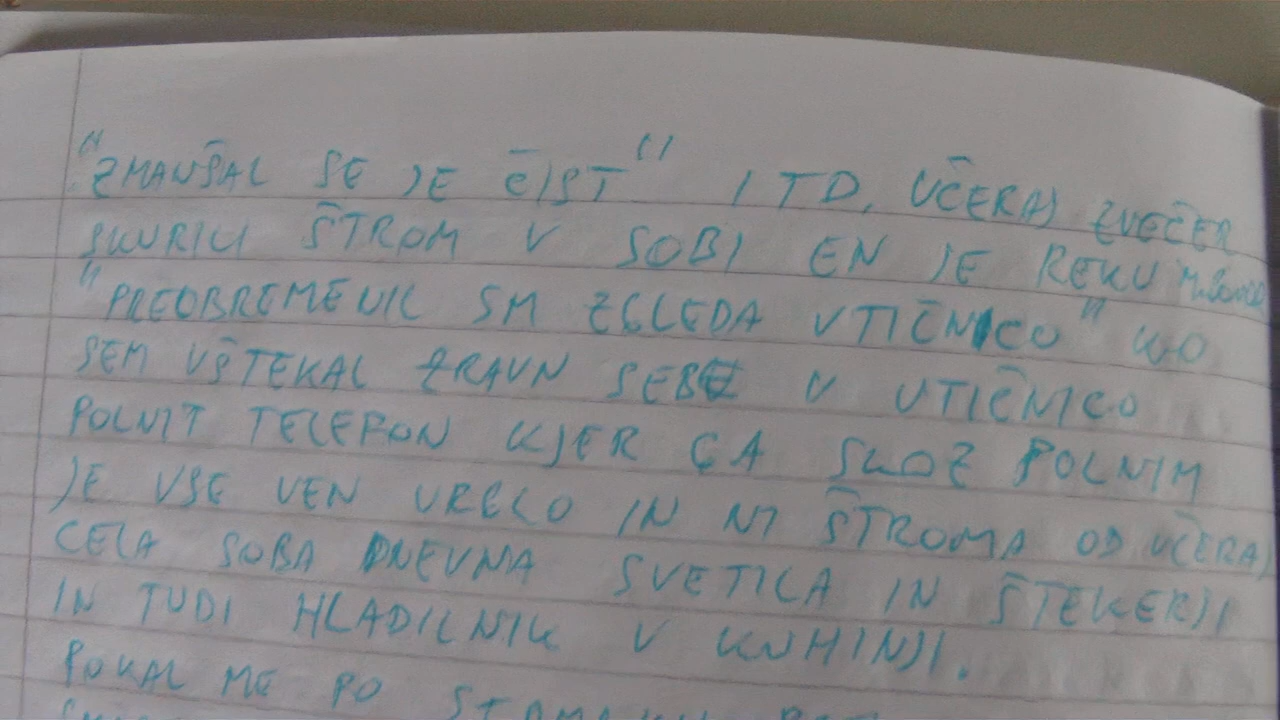 "ZMANŠAL SE JE ČIST" ITD, VČERAJ ZVEČER
SKURILI ŠTROM V SOBI EN JE REKU
"PREOBREMENIL SM ZGLEDA VTIČNICO" KO
SEM VŠTEKAL ZRAVN SEBE V VTIČNICO
POLNIT TELEFON KJER GA SKOZ POLNIM
JE VSE VEN VRGLO IN NI ŠTROMA OD VČERAJ
CELA SOBA DNEVNA SVETILA IN ŠTEKERJI
IN TUDI HLADILNIK V KUHINJI.
POKAL ME PO